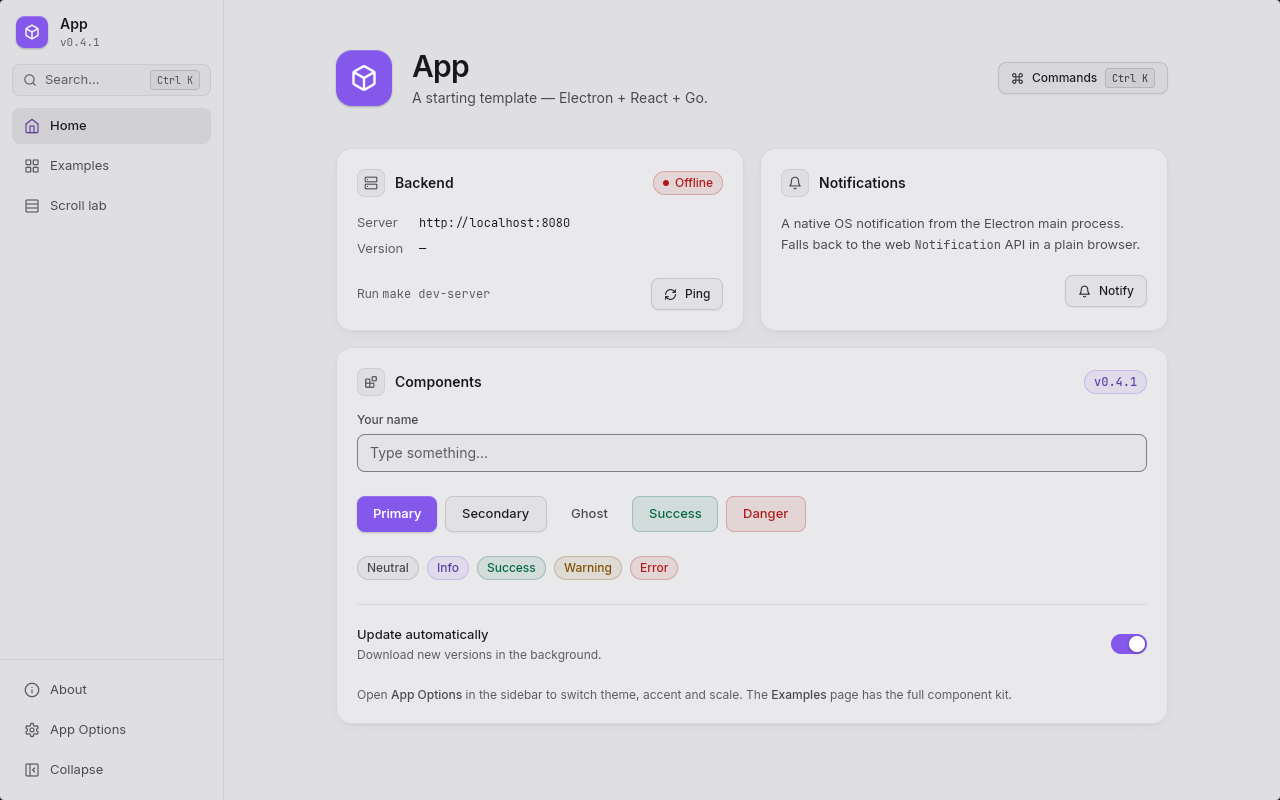 App
v0.4.1
Search...
Ctrl K
Home
Examples
Scroll lab
About
App Options
Collapse
App
A starting template — Electron + React + Go.
Commands
Ctrl K
Backend
Offline
Server
http://localhost:8080
Version
—
Run make dev-server
Ping
Notifications
A native OS notification from the Electron main process.
Falls back to the web Notification API in a plain browser.
Notify
Components
v0.4.1
Your name
Type something...
Primary
Secondary
Ghost
Success
Danger
Neutral
Info
Success
Warning
Error
Update automatically
Download new versions in the background.
Open App Options in the sidebar to switch theme, accent and scale. The Examples page has the full component kit.